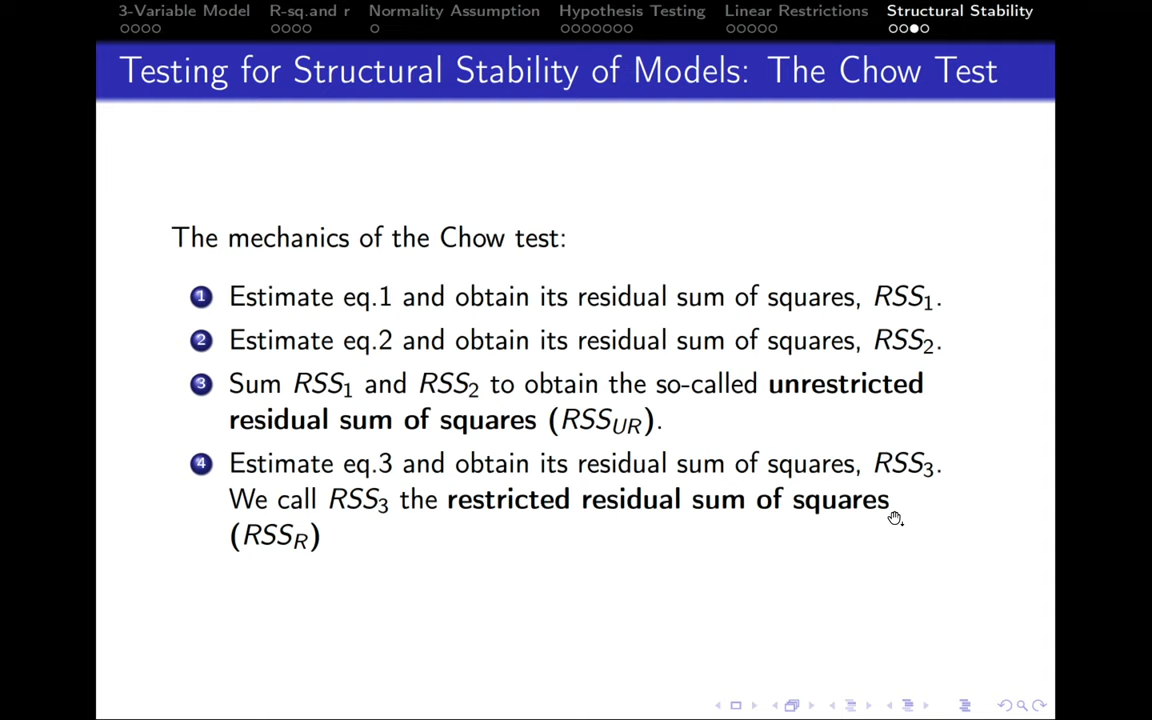 3-Variable Model R-sq.and r Normality Assumption Hypothesis Testing Linear Restrictions Structural Stability
Testing for Structural Stability of Models: The Chow Test
The mechanics of the Chow test:
1 Estimate eq.1 and obtain its residual sum of squares, RSS₁.
2 Estimate eq.2 and obtain its residual sum of squares, RSS₂.
3 Sum RSS₁ and RSS₂ to obtain the so-called unrestricted
residual sum of squares (RSS_UR).
4 Estimate eq.3 and obtain its residual sum of squares, RSS₃.
We call RSS₃ the restricted residual sum of squares
(RSS_R)